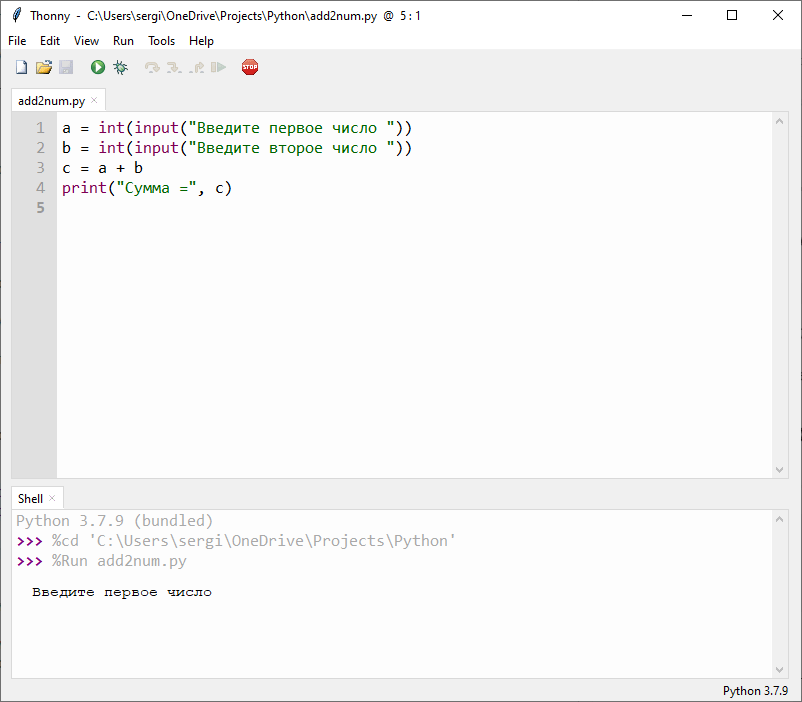 Thonny - C:\Users\sergi\OneDrive\Projects\Python\add2num.py @ 5 : 1
File Edit View Run Tools Help
STOP
add2num.py ×
1 a = int(input("Введите первое число "))
2 b = int(input("Введите второе число "))
3 c = a + b
4 print("Сумма =", c)
5
Shell ×
Python 3.7.9 (bundled)
>>> %cd 'C:\Users\sergi\OneDrive\Projects\Python'
>>> %Run add2num.py
Введите первое число
Python 3.7.9